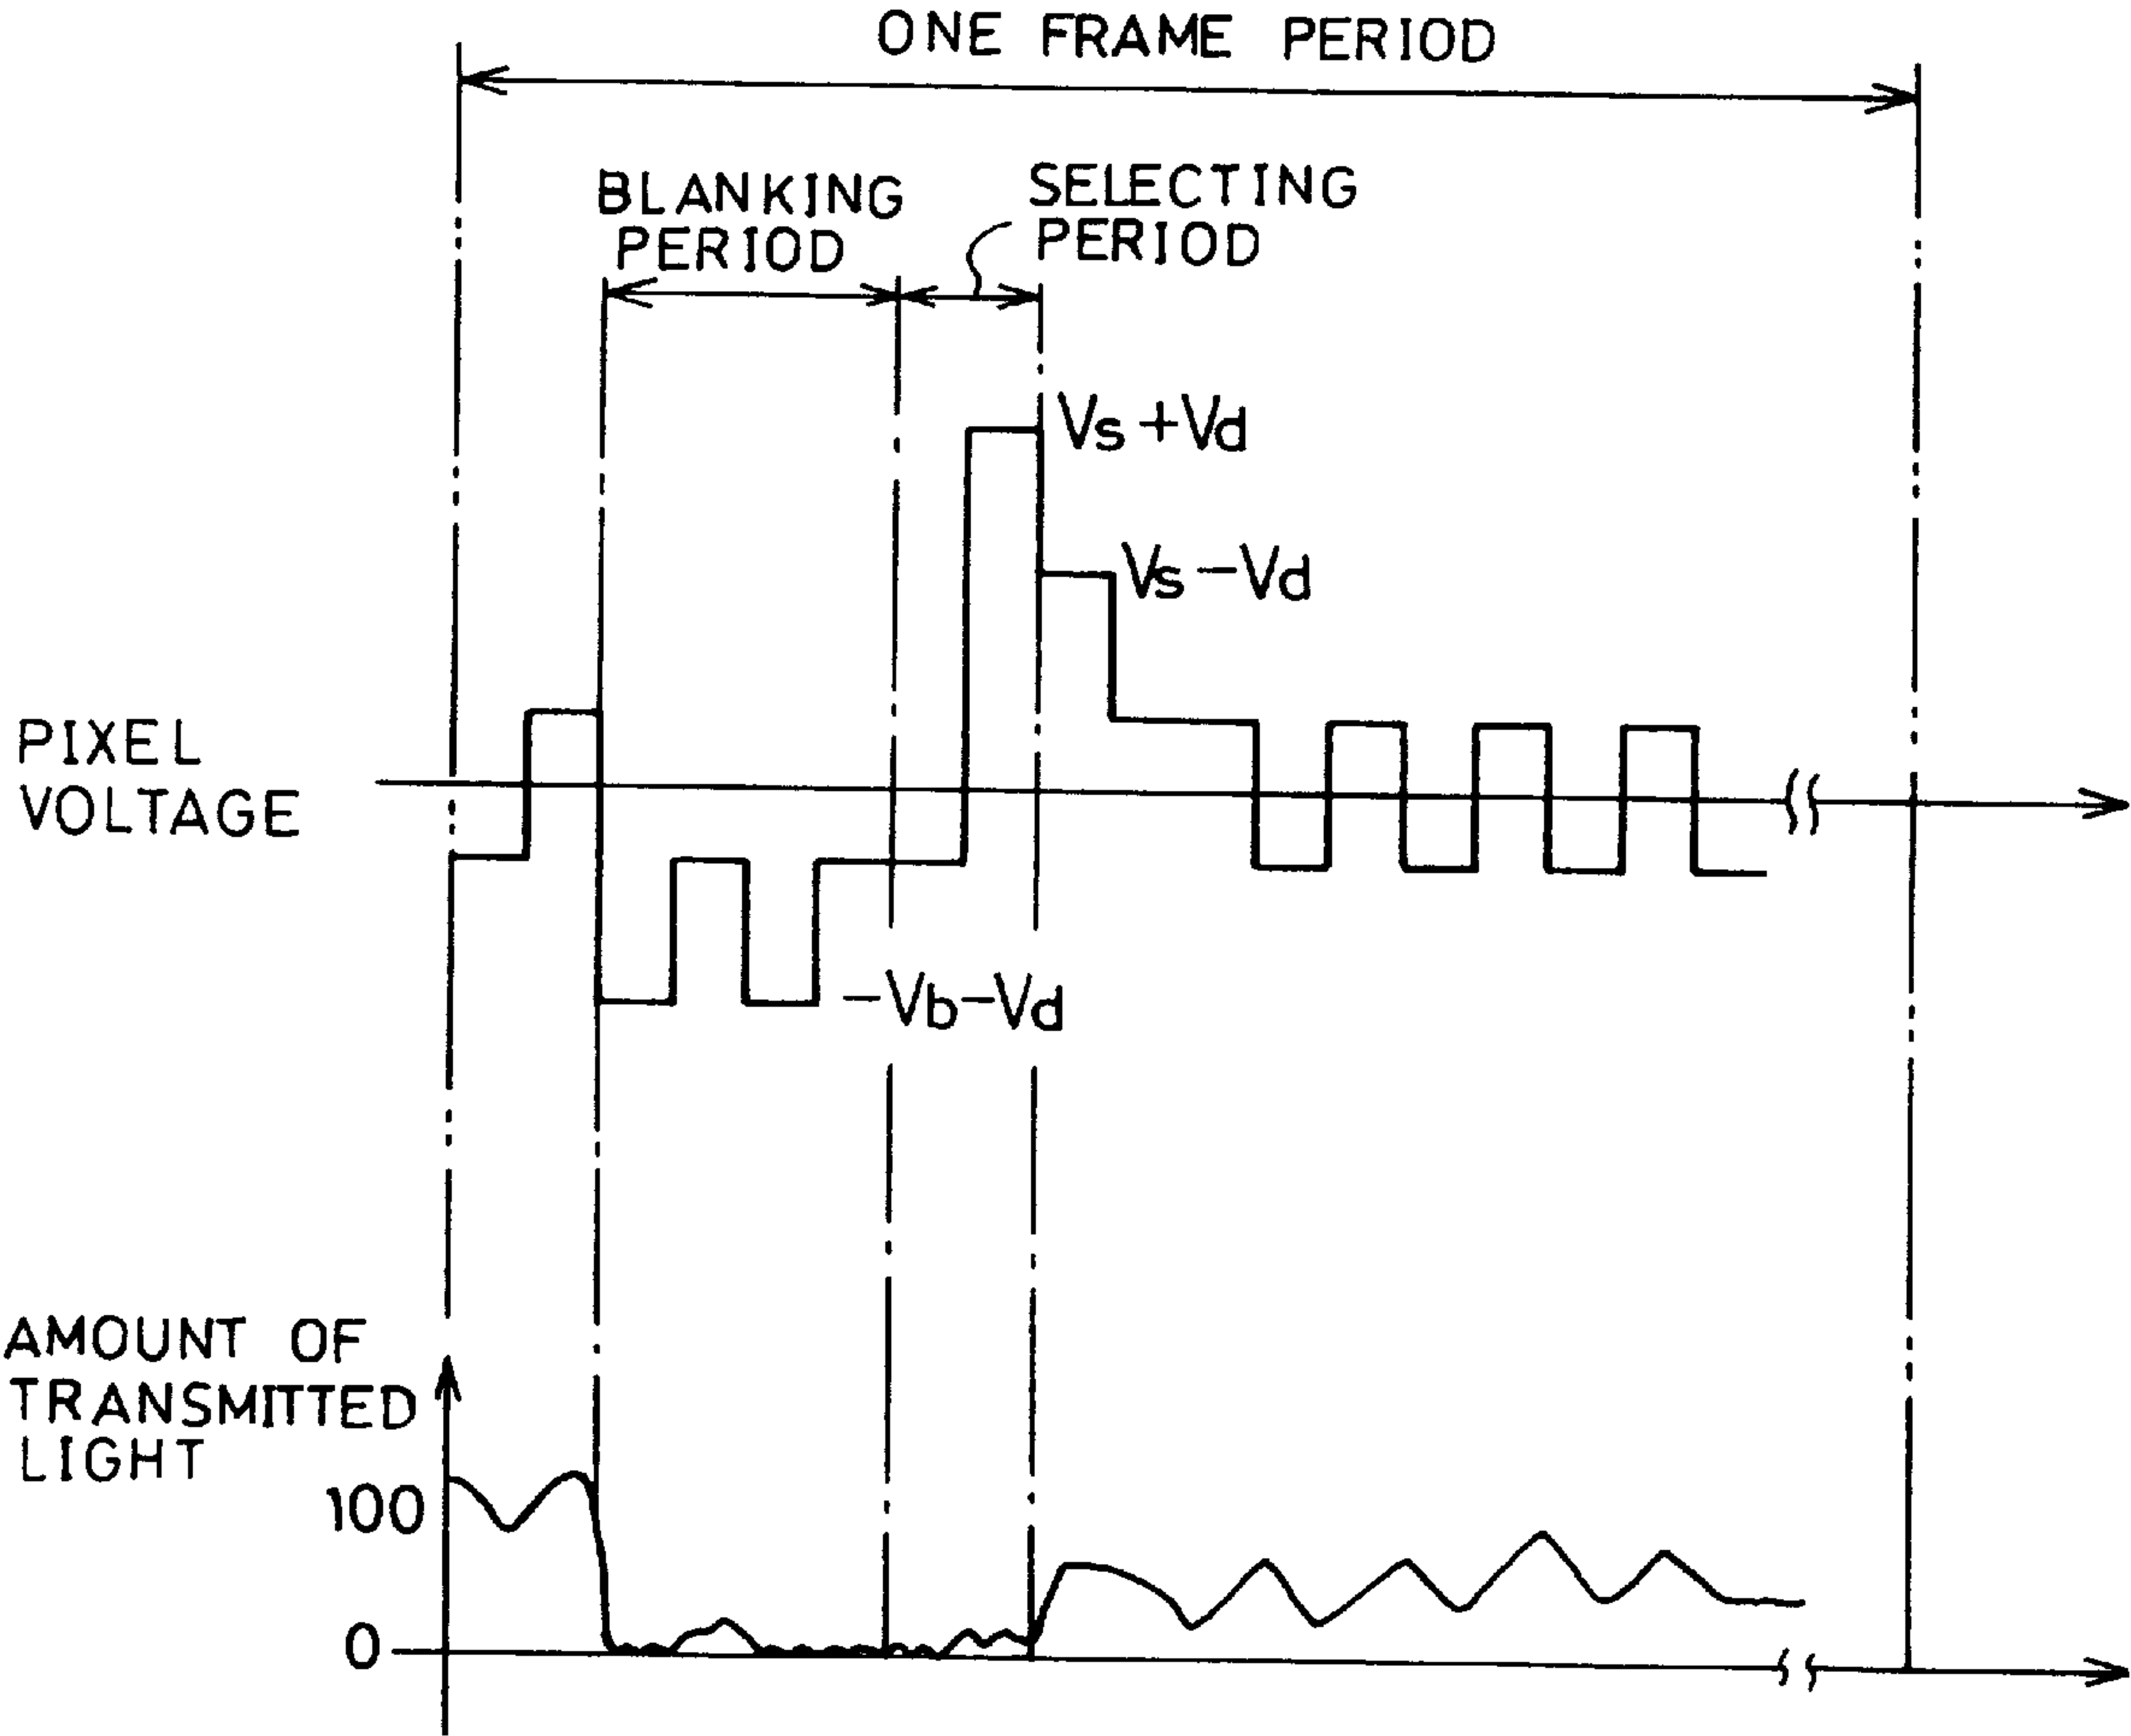 ONE FRAME PERIOD
BLANKING
PERIOD
SELECTING
PERIOD
Vs+Vd
Vs-Vd
PIXEL
VOLTAGE
-Vb-Vd
AMOUNT OF
TRANSMITTED
LIGHT
100
0